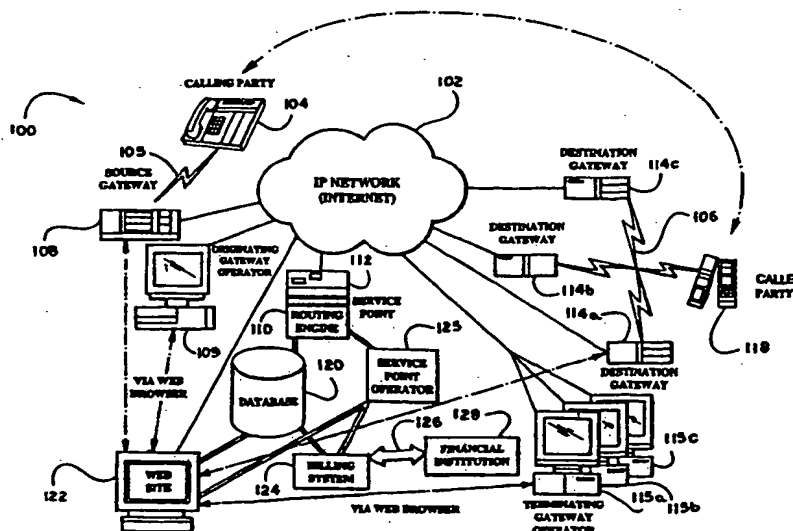 CALLING PARTY
104
102
100
105
SOURCE
GATEWAY
108
IP NETWORK
(INTERNET)
DESTINATION
GATEWAY
114c
106
ORIGINATING
GATEWAY
OPERATOR
109
112
SERVICE
POINT
110
ROUTING
ENGINE
DESTINATION
GATEWAY
114b
CALLED
PARTY
118
114a
DESTINATION
GATEWAY
125
SERVICE
POINT
OPERATOR
120
DATABASE
VIA WEB
BROWSER
126
128
FINANCIAL
INSTITUTION
124
BILLING
SYSTEM
122
WEB
SITE
VIA WEB BROWSER
115c
115a
115b
TERMINATING
GATEWAY
OPERATOR